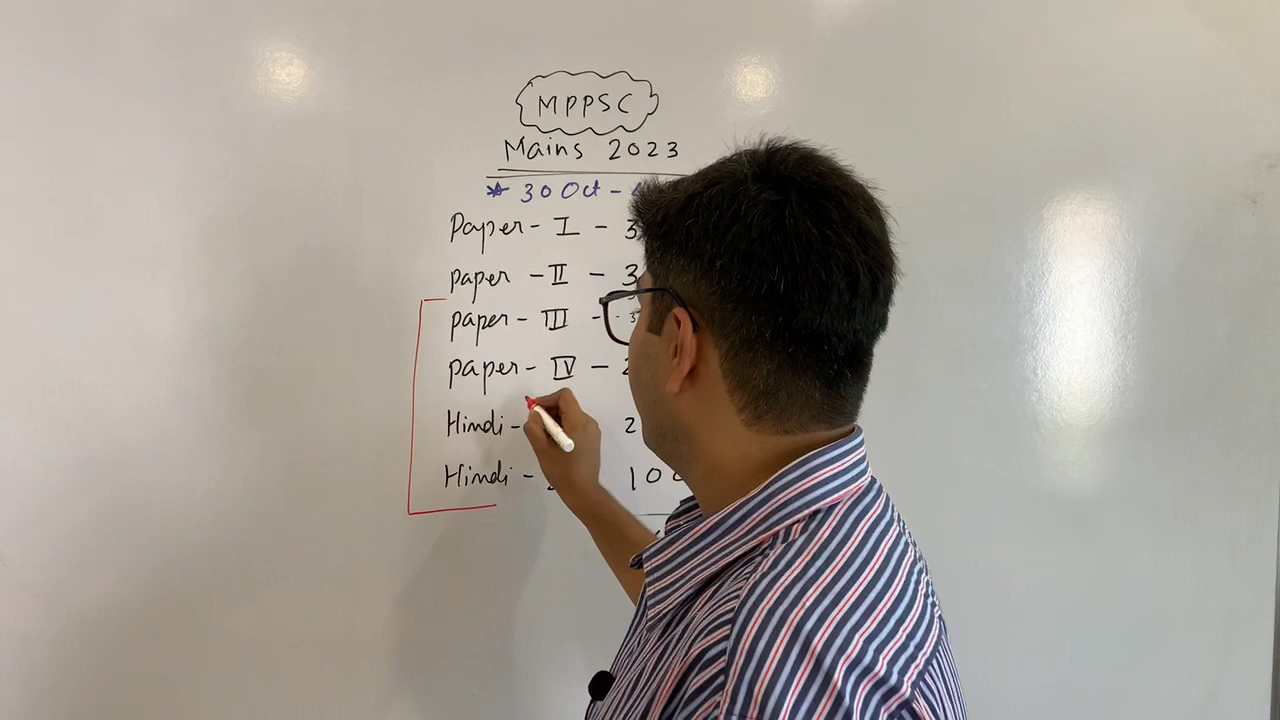 MPPSC
Mains 2023
* 30 Oct -
Paper - I - 3
paper - II - 3
paper - III - 3
paper - IV - 2
Hindi - 2
Hindi - 100